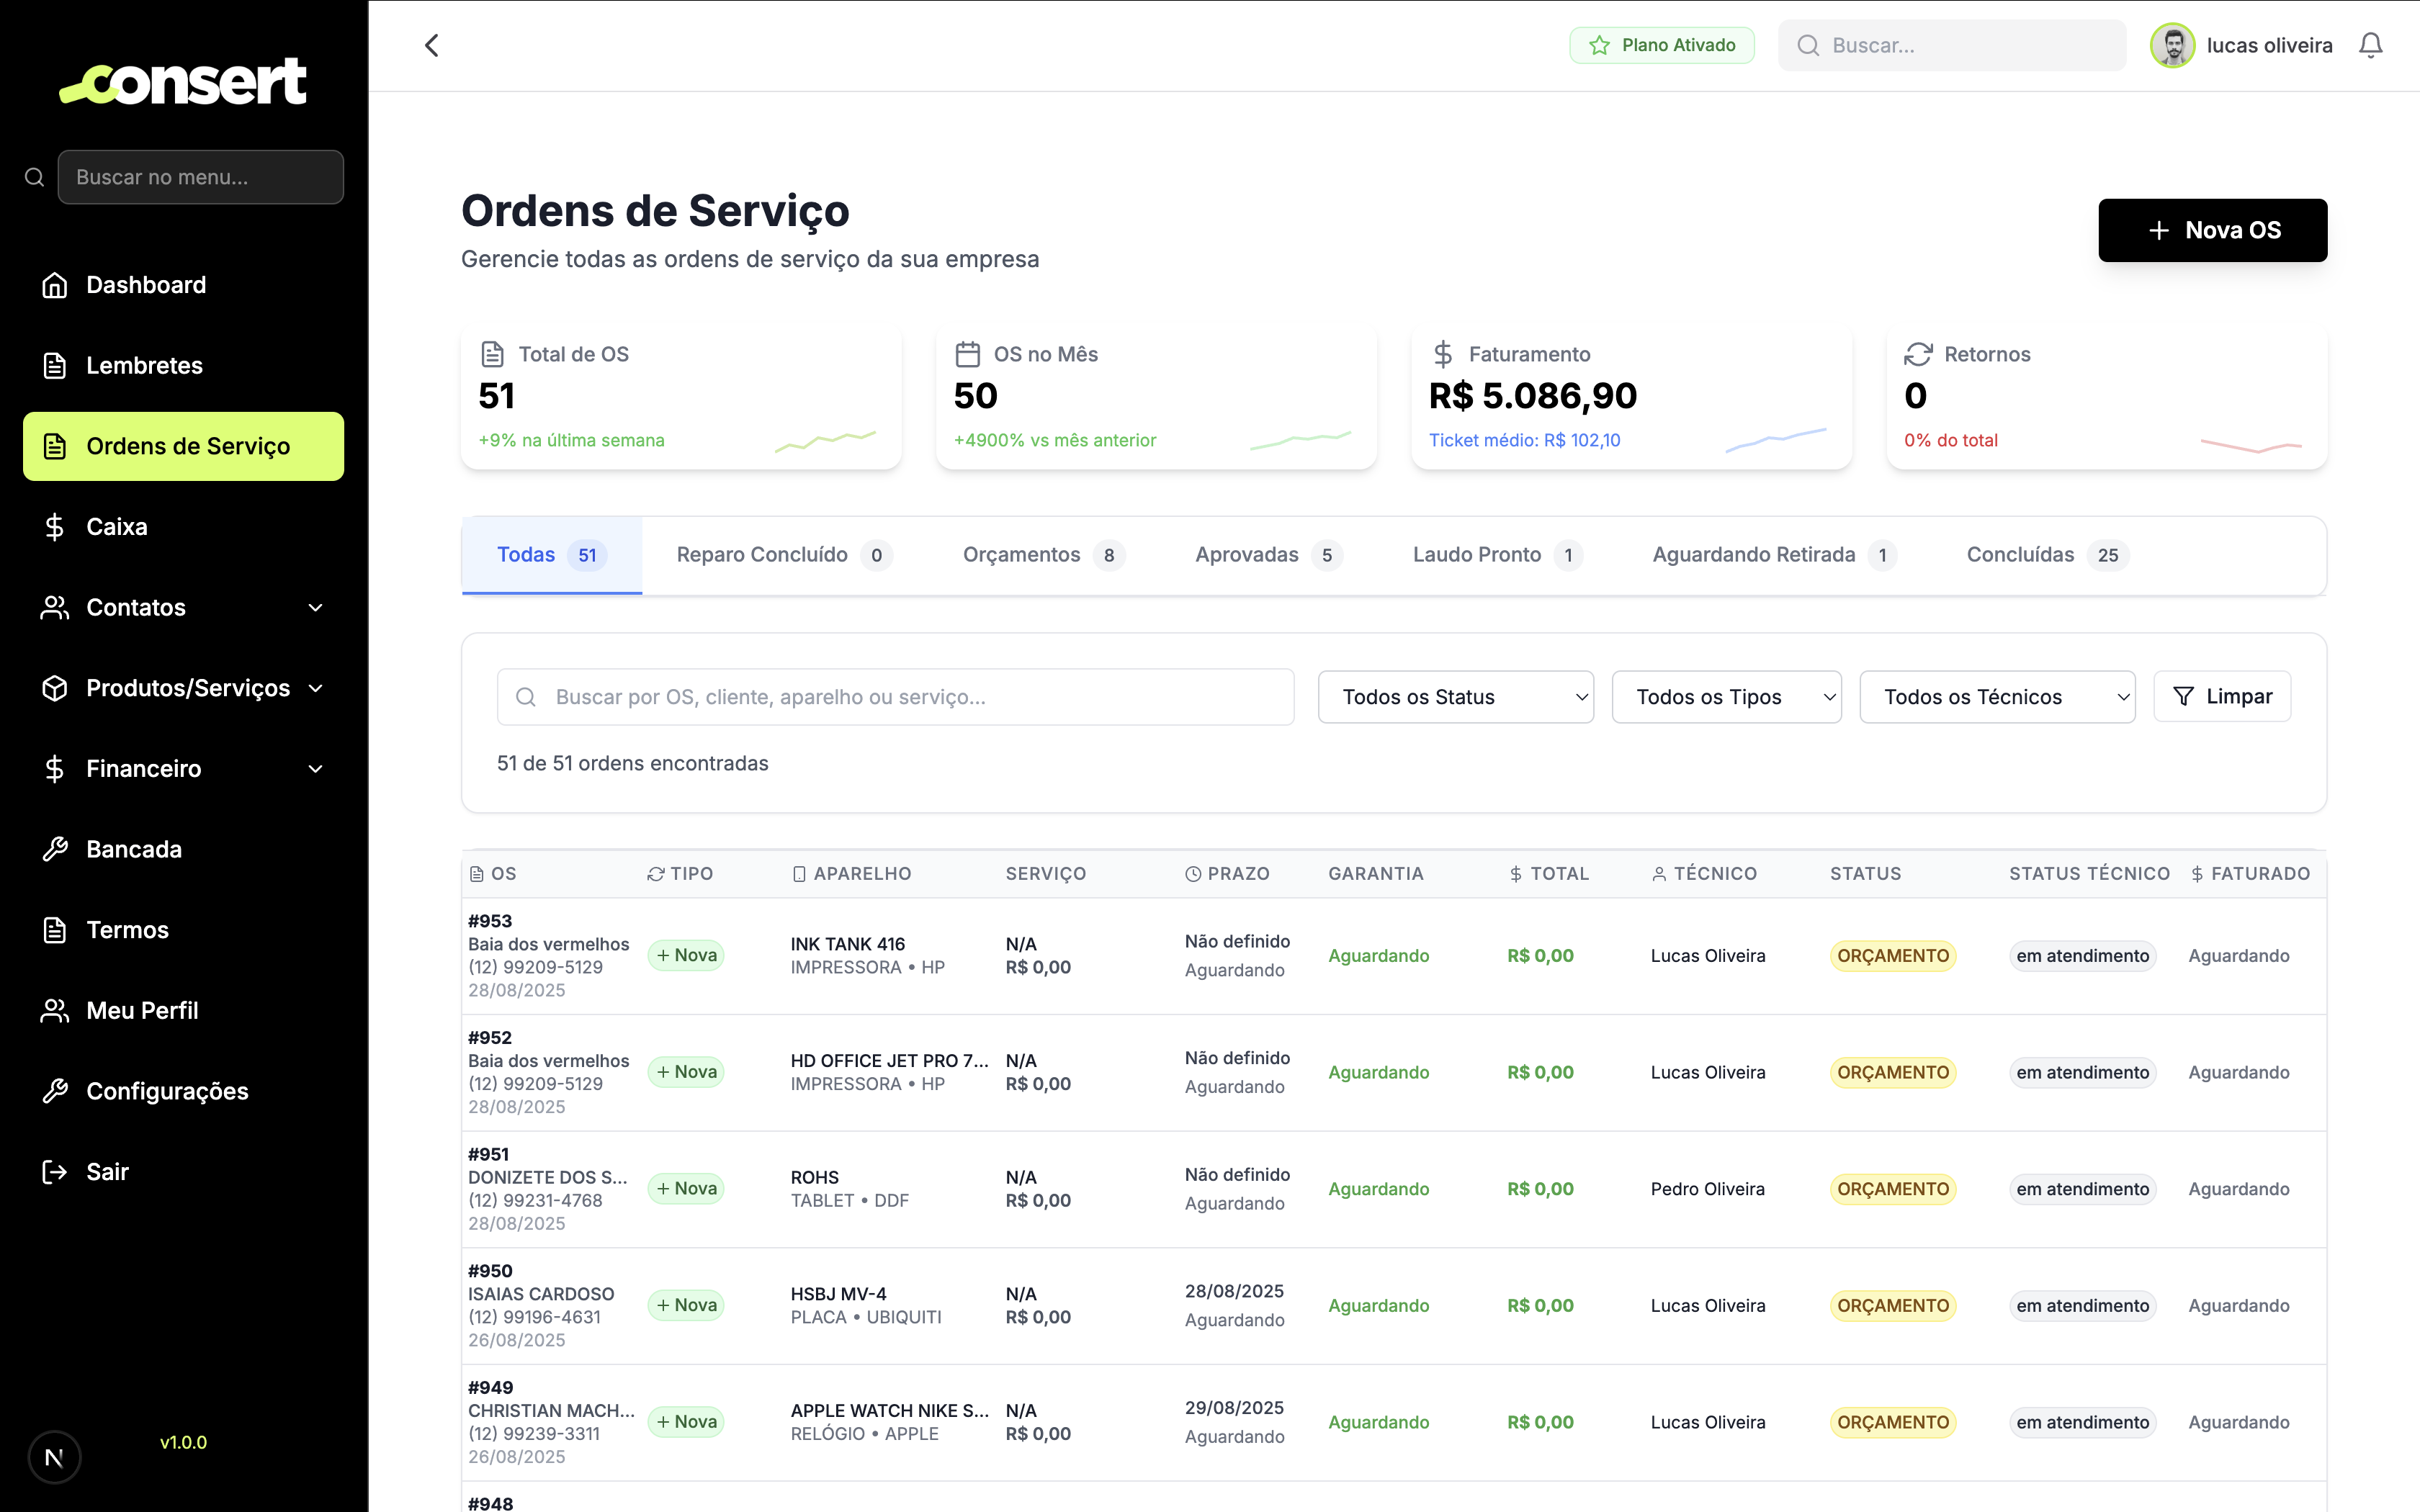 consert
Buscar no menu...
Dashboard
Lembretes
Ordens de Serviço
Caixa
Contatos
Produtos/Serviços
Financeiro
Bancada
Termos
Meu Perfil
Configurações
Sair
N
v1.0.0
Plano Ativado
Buscar...
lucas oliveira
Ordens de Serviço
Gerencie todas as ordens de serviço da sua empresa
+ Nova OS
Total de OS
51
+9% na última semana
OS no Mês
50
+4900% vs mês anterior
Faturamento
R$ 5.086,90
Ticket médio: R$ 102,10
Retornos
0
0% do total
Todas 51 Reparo Concluído 0 Orçamentos 8 Aprovadas 5 Laudo Pronto 1 Aguardando Retirada 1 Concluídas 25
Buscar por OS, cliente, aparelho ou serviço...
Todos os Status
Todos os Tipos
Todos os Técnicos
Limpar
51 de 51 ordens encontradas
OS TIPO APARELHO SERVIÇO PRAZO GARANTIA $ TOTAL TÉCNICO STATUS STATUS TÉCNICO $ FATURADO
#953
Baia dos vermelhos
(12) 99209-5129
28/08/2025
+ Nova
INK TANK 416
IMPRESSORA • HP
N/A
R$ 0,00
Não definido
Aguardando
Aguardando
R$ 0,00
Lucas Oliveira
ORÇAMENTO
em atendimento
Aguardando
#952
Baia dos vermelhos
(12) 99209-5129
28/08/2025
+ Nova
HD OFFICE JET PRO 7...
IMPRESSORA • HP
N/A
R$ 0,00
Não definido
Aguardando
Aguardando
R$ 0,00
Lucas Oliveira
ORÇAMENTO
em atendimento
Aguardando
#951
DONIZETE DOS S...
(12) 99231-4768
28/08/2025
+ Nova
ROHS
TABLET • DDF
N/A
R$ 0,00
Não definido
Aguardando
Aguardando
R$ 0,00
Pedro Oliveira
ORÇAMENTO
em atendimento
Aguardando
#950
ISAIAS CARDOSO
(12) 99196-4631
26/08/2025
+ Nova
HSBJ MV-4
PLACA • UBIQUITI
N/A
R$ 0,00
28/08/2025
Aguardando
Aguardando
R$ 0,00
Lucas Oliveira
ORÇAMENTO
em atendimento
Aguardando
#949
CHRISTIAN MACH...
(12) 99239-3311
26/08/2025
+ Nova
APPLE WATCH NIKE S...
RELÓGIO • APPLE
N/A
R$ 0,00
29/08/2025
Aguardando
Aguardando
R$ 0,00
Lucas Oliveira
ORÇAMENTO
em atendimento
Aguardando
#948